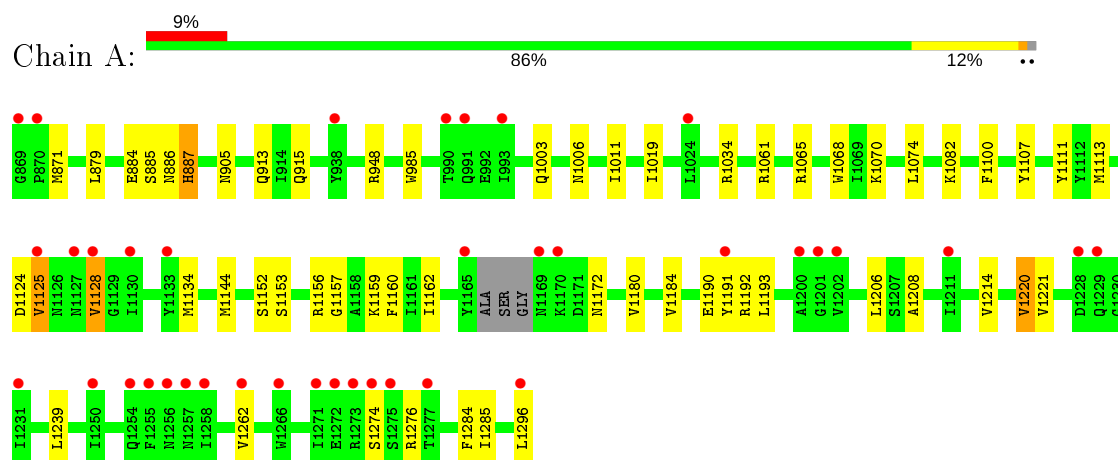 9%
Chain A:
86% 12% ••
G869 P870 M871 L879 E884 S885 N886 H887 N905 Q913 I914 Q915 Y938 R948 W985 T990 Q991 E992 I993 Q1003 N1006 I1011 I1019 L1024 R1034 R1061 R1065 W1068 I1069 K1070 L1074 K1082 F1100 Y1107 Y1111 Y1112 M1113
D1124 V1125 N1126 N1127 V1128 G1129 I1130 Y1133 M1134 M1144 S1152 S1153 R1156 G1157 A1158 K1159 F1160 I1161 I1162 Y1165 ALA SER GLY N1169 K1170 D1171 N1172 V1180 V1184 E1190 Y1191 R1192 L1193 A1200 G1201 V1202 L1206 S1207 A1208 I1211 V1214 V1220 V1221 D1228 Q1229
I1231 L1239 I1250 Q1254 F1255 N1256 N1257 I1258 V1262 W1266 I1271 E1272 R1273 S1274 S1275 R1276 T1277 F1284 I1285 L1296